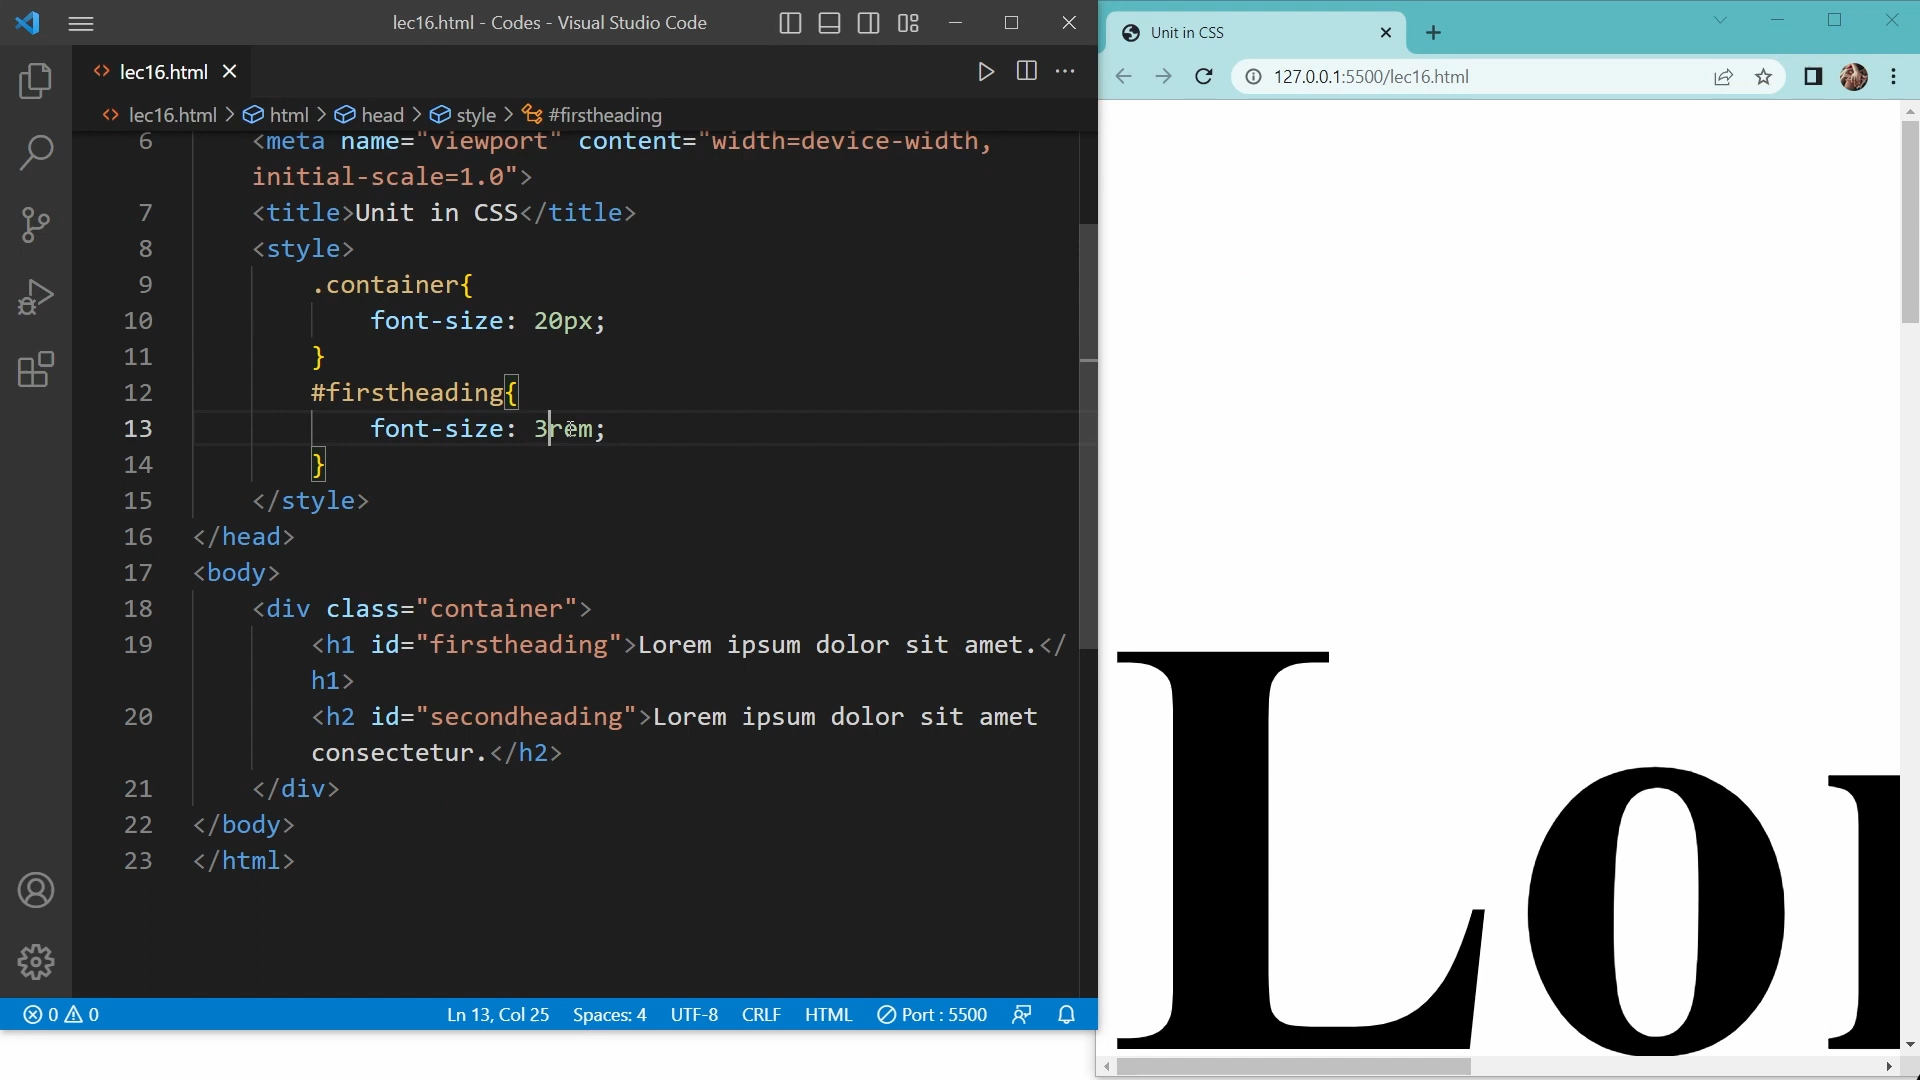 lec16.html - Codes - Visual Studio Code
lec16.html
lec16.html > html > head > style > #firstheading
6 <meta name="viewport" content="width=device-width,
initial-scale=1.0">
7 <title>Unit in CSS</title>
8 <style>
9 .container{
10 font-size: 20px;
11 }
12 #firstheading{
13 font-size: 3rem;
14 }
15 </style>
16 </head>
17 <body>
18 <div class="container">
19 <h1 id="firstheading">Lorem ipsum dolor sit amet.</
h1>
20 <h2 id="secondheading">Lorem ipsum dolor sit amet
consectetur.</h2>
21 </div>
22 </body>
23 </html>
0 0 Ln 13, Col 25 Spaces: 4 UTF-8 CRLF HTML Port : 5500
Unit in CSS
127.0.0.1:5500/lec16.html
Lor